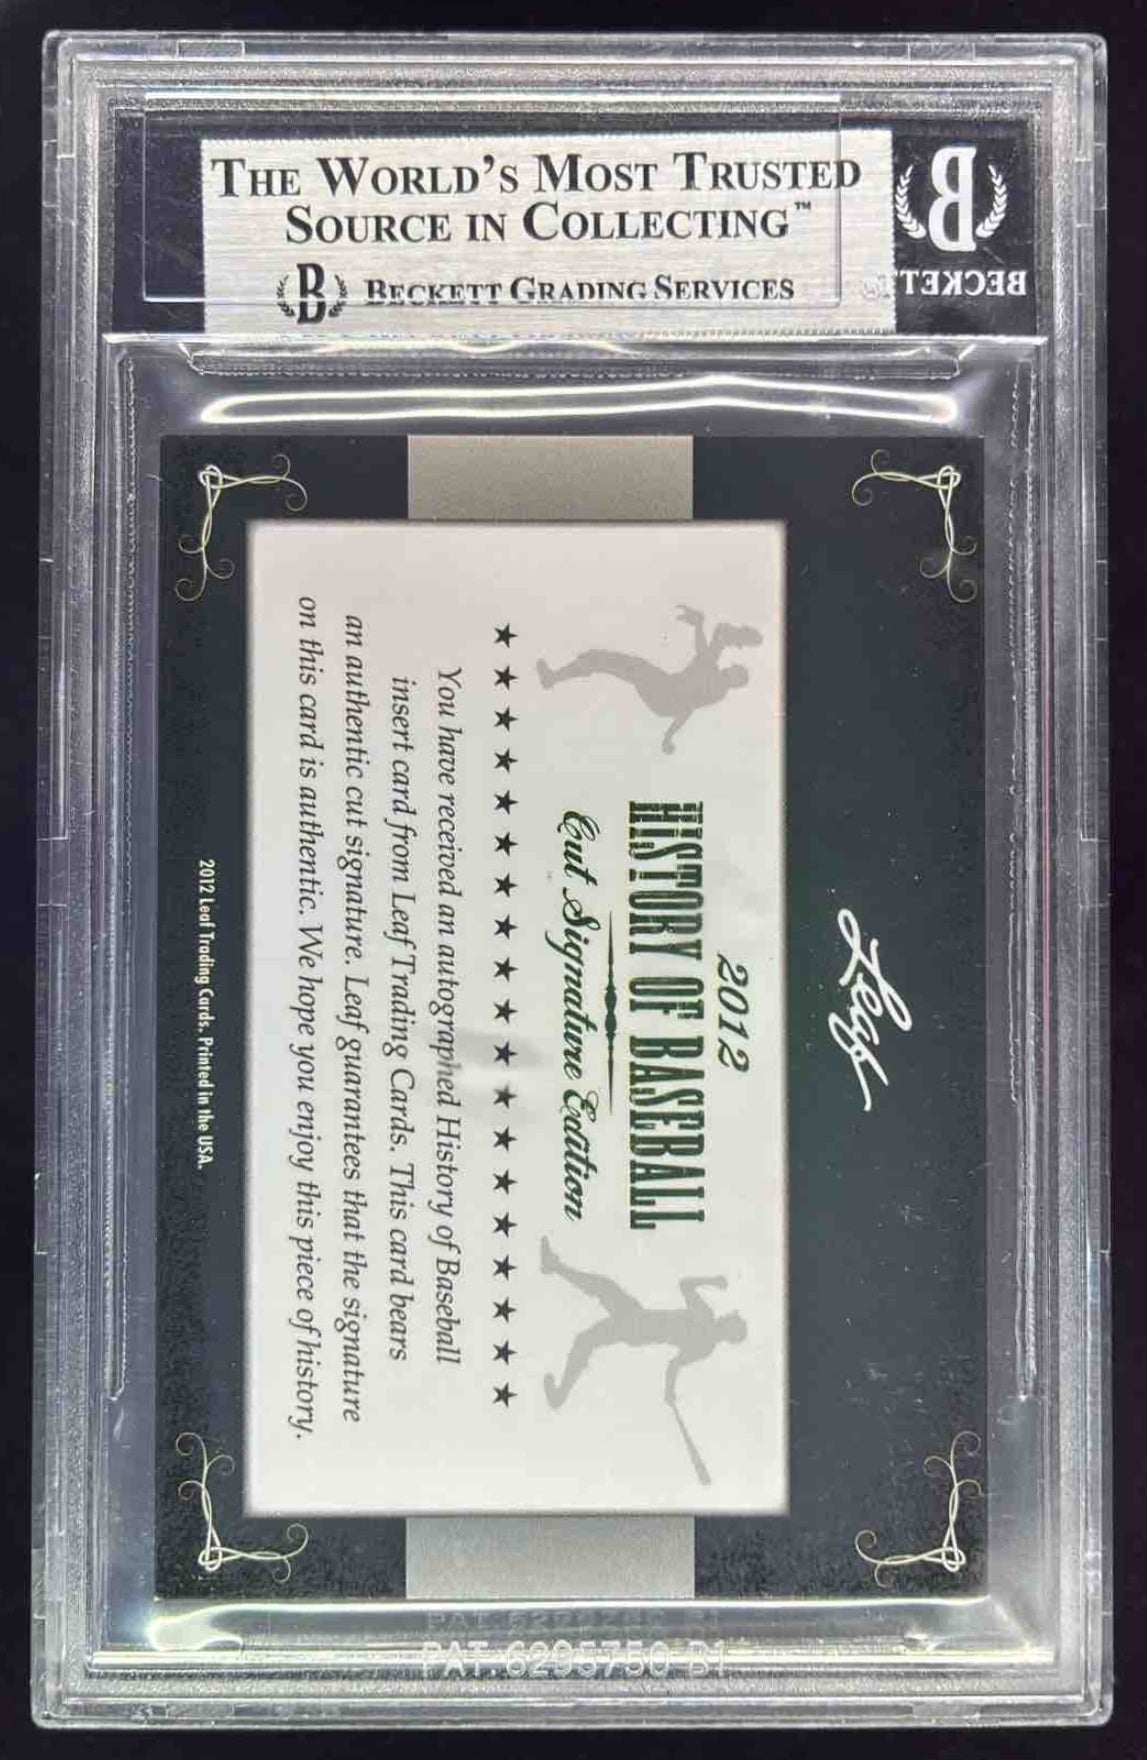 THE WORLD'S MOST TRUSTED
SOURCE IN COLLECTING™
B BECKETT GRADING SERVICES
B
BECKETT
Leaf
2012
HISTORY OF BASEBALL
Cut Signature Edition
★ ★ ★ ★ ★ ★ ★ ★ ★ ★ ★ ★ ★ ★ ★ ★ ★ ★ ★
You have received an autographed History of Baseball
insert card from Leaf Trading Cards. This card bears
an authentic cut signature. Leaf guarantees that the signature
on this card is authentic. We hope you enjoy this piece of history.
2012 Leaf Trading Cards. Printed in the USA.
PAT 6295750 B1